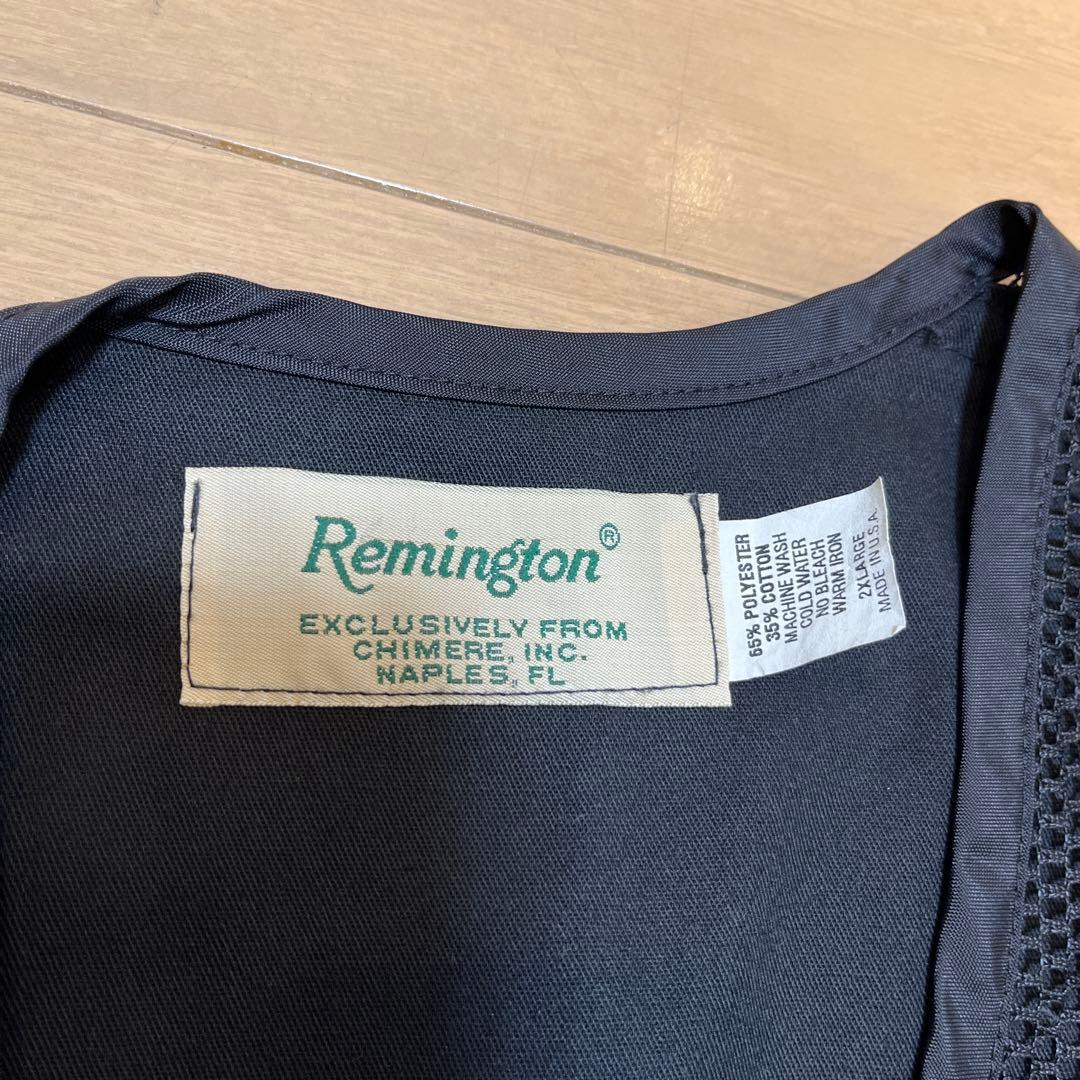 Remington®
EXCLUSIVELY FROM
CHIMERE, INC.
NAPLES, FL
65% POLYESTER
35% COTTON
MACHINE WASH
COLD WATER
NO BLEACH
WARM IRON
2XLARGE
MADE IN U.S.A.